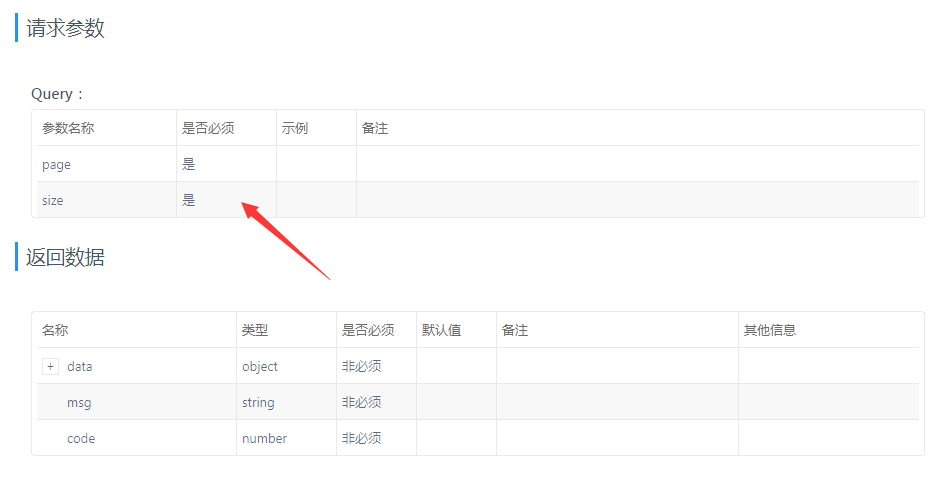 请求参数
Query：
参数名称 是否必须 示例 备注
page 是
size 是
返回数据
名称 类型 是否必须 默认值 备注 其他信息
+ data object 非必须
msg string 非必须
code number 非必须